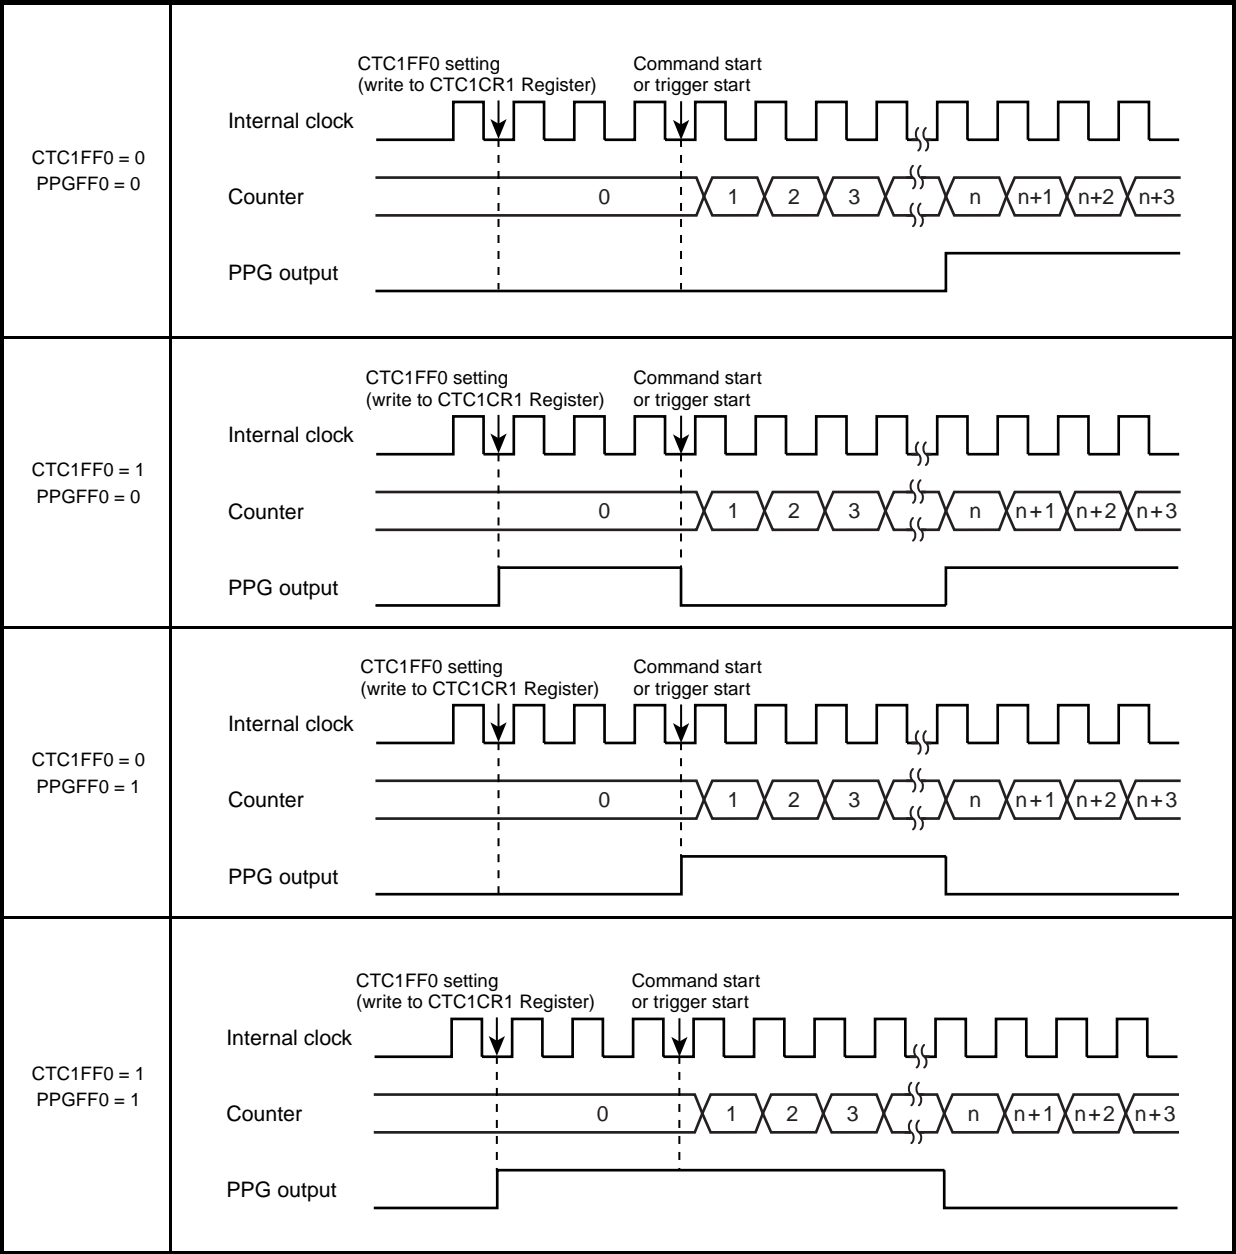 CTC1FF0 = 0
PPGFF0 = 0
CTC1FF0 setting
(write to CTC1CR1 Register)
Command start
or trigger start
Internal clock
Counter
0 1 2 3 n n+1 n+2 n+3
PPG output
CTC1FF0 = 1
PPGFF0 = 0
CTC1FF0 setting
(write to CTC1CR1 Register)
Command start
or trigger start
Internal clock
Counter
0 1 2 3 n n+1 n+2 n+3
PPG output
CTC1FF0 = 0
PPGFF0 = 1
CTC1FF0 setting
(write to CTC1CR1 Register)
Command start
or trigger start
Internal clock
Counter
0 1 2 3 n n+1 n+2 n+3
PPG output
CTC1FF0 = 1
PPGFF0 = 1
CTC1FF0 setting
(write to CTC1CR1 Register)
Command start
or trigger start
Internal clock
Counter
0 1 2 3 n n+1 n+2 n+3
PPG output